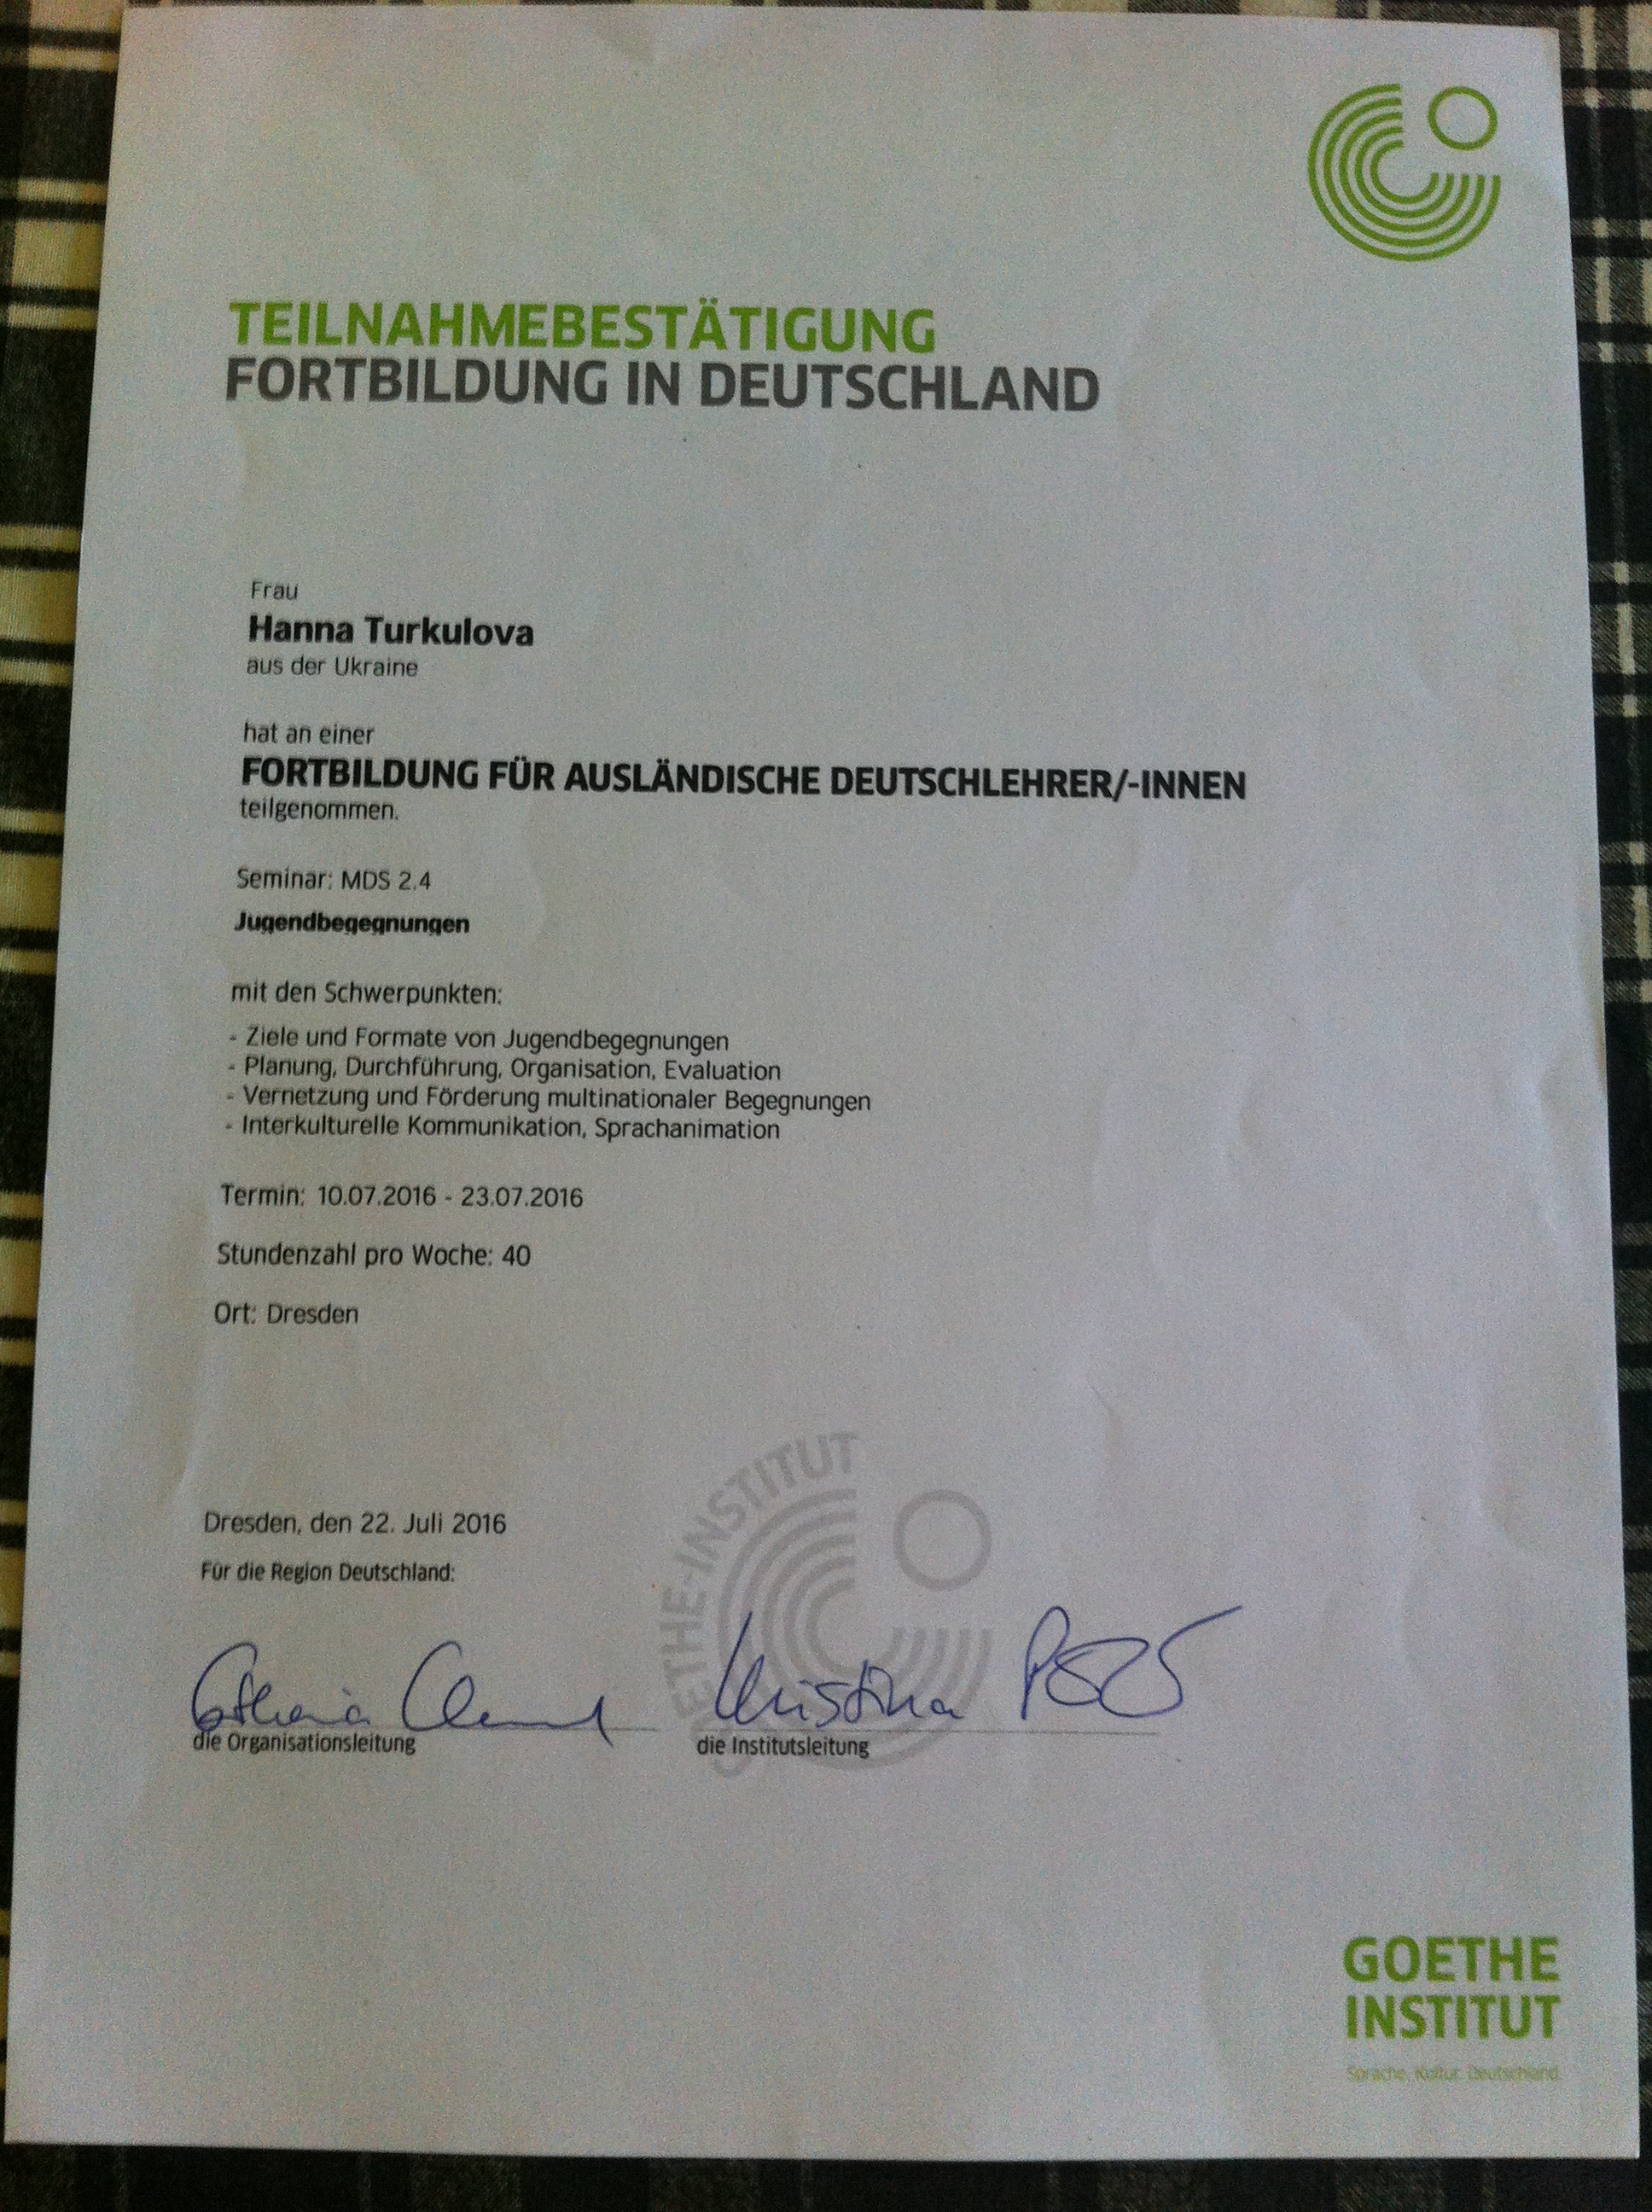 TEILNAHMEBESTÄTIGUNG
FORTBILDUNG IN DEUTSCHLAND
Frau
Hanna Turkulova
aus der Ukraine
hat an einer
FORTBILDUNG FÜR AUSLÄNDISCHE DEUTSCHLEHRER/-INNEN
teilgenommen.
Seminar: MDS 2.4
Jugendbegegnungen
mit den Schwerpunkten:
- Ziele und Formate von Jugendbegegnungen
- Planung, Durchführung, Organisation, Evaluation
- Vernetzung und Förderung multinationaler Begegnungen
- Interkulturelle Kommunikation, Sprachanimation
Termin: 10.07.2016 - 23.07.2016
Stundenzahl pro Woche: 40
Ort: Dresden
GOETHE-INSTITUT
Dresden, den 22. Juli 2016
Für die Region Deutschland:
Kristina
die Organisationsleitung
die Institutsleitung
GOETHE
INSTITUT
Sprache. Kultur. Deutschland.